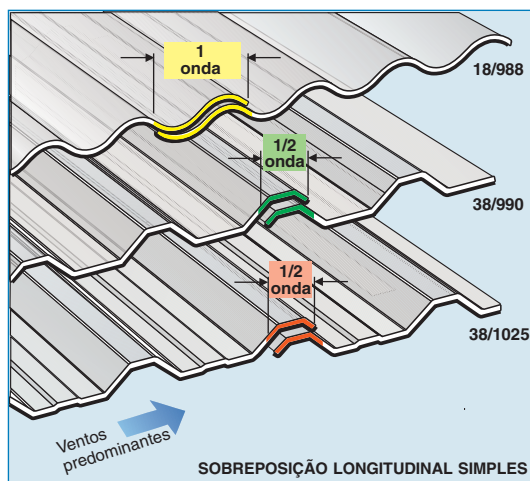 1
onda
18/988
1/2
onda
38/990
1/2
onda
38/1025
Ventos
predominantes
SOBREPOSIÇÃO LONGITUDINAL SIMPLES